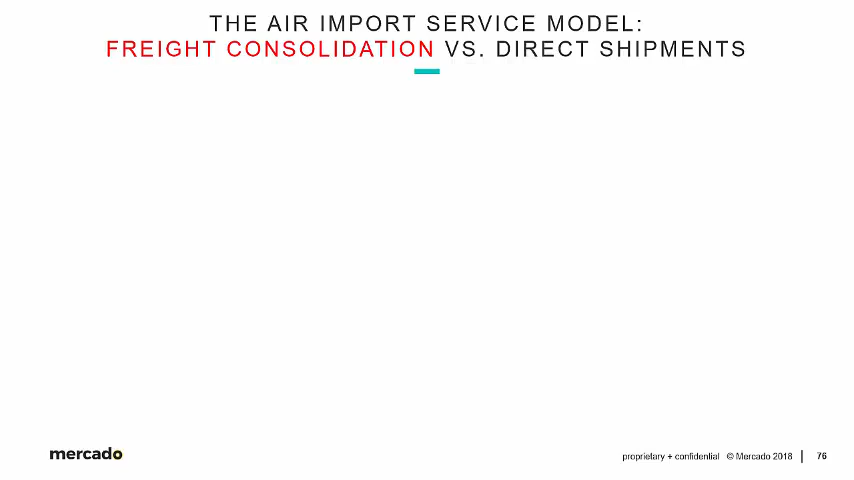 THE AIR IMPORT SERVICE MODEL:
FREIGHT CONSOLIDATION VS. DIRECT SHIPMENTS
mercado
proprietary + confidential © Mercado 2018 | 76